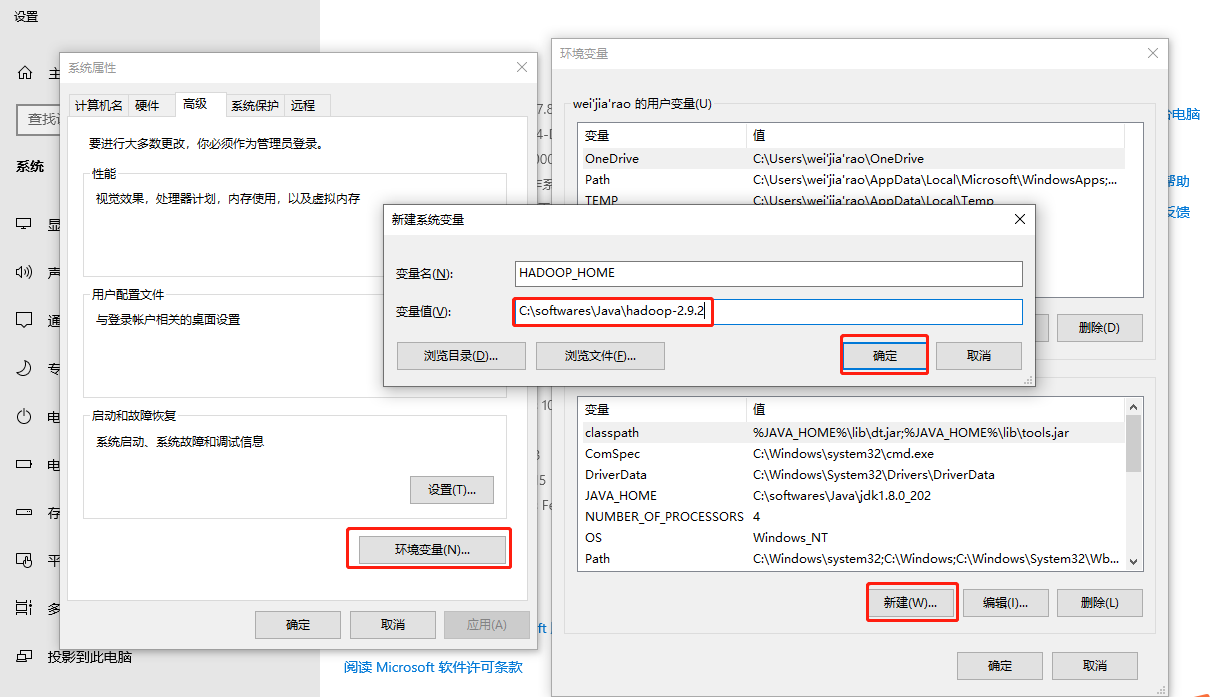 设置
主
查找
系统
显
声
通
专
电
电
存
平
多
投影到此电脑
系统属性
计算机名 硬件 高级 系统保护 远程
要进行大多数更改，你必须作为管理员登录。
性能
视觉效果，处理器计划，内存使用，以及虚拟内存
用户配置文件
与登录帐户相关的桌面设置
启动和故障恢复
系统启动、系统故障和调试信息
设置(T)...
环境变量(N)...
确定 取消 应用(A)
阅读 Microsoft 软件许可条款
新建系统变量
变量名(N): HADOOP_HOME
变量值(V): C:\softwares\Java\hadoop-2.9.2
浏览目录(D)... 浏览文件(F)... 确定 取消
环境变量
wei'jia'rao 的用户变量(U)
变量 值
OneDrive C:\Users\wei'jia'rao\OneDrive
Path C:\Users\wei'jia'rao\AppData\Local\Microsoft\WindowsApps;...
TEMP C:\Users\wei'jia'rao\AppData\Local\Temp
删除(D)
变量 值
classpath %JAVA_HOME%\lib\dt.jar;%JAVA_HOME%\lib\tools.jar
ComSpec C:\Windows\system32\cmd.exe
DriverData C:\Windows\System32\Drivers\DriverData
JAVA_HOME C:\softwares\Java\jdk1.8.0_202
NUMBER_OF_PROCESSORS 4
OS Windows_NT
Path C:\Windows\system32;C:\Windows;C:\Windows\System32\Wb...
新建(W)... 编辑(I)... 删除(L)
确定 取消
电脑
帮助
反馈